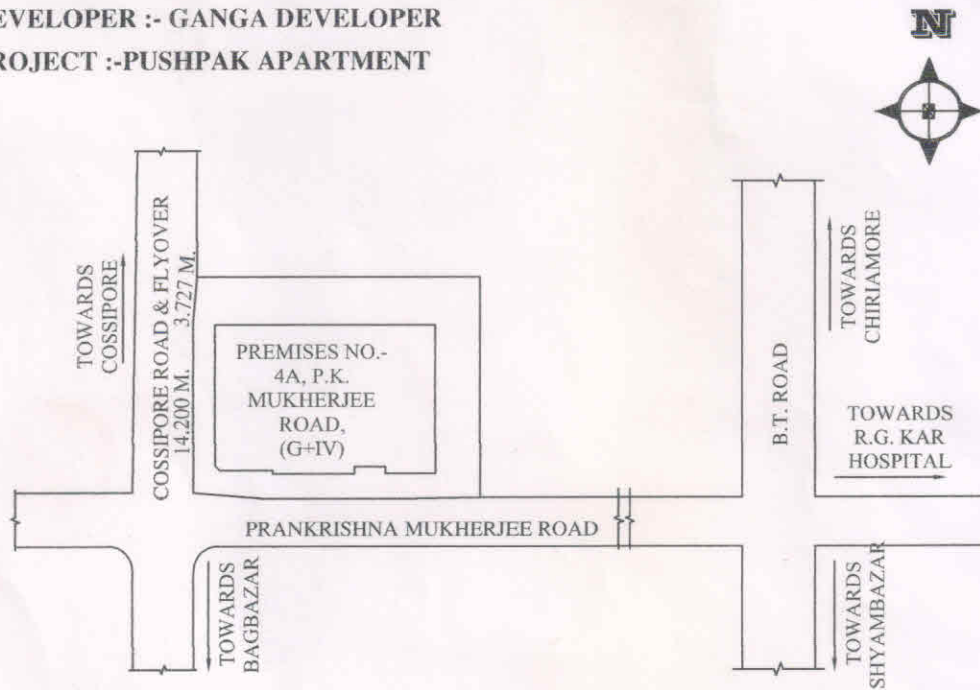 EVELOPER :- GANGA DEVELOPER
ROJECT :-PUSHPAK APARTMENT
N
TOWARDS
COSSIPORE
COSSIPORE ROAD & FLYOVER
14.200 M. 3.727 M.
PREMISES NO.-
4A, P.K.
MUKHERJEE
ROAD,
(G+IV)
B.T. ROAD
TOWARDS
CHIRIAMORE
TOWARDS
R.G. KAR
HOSPITAL
PRANKRISHNA MUKHERJEE ROAD
TOWARDS
BAGBAZAR
TOWARDS
SHYAMBAZAR